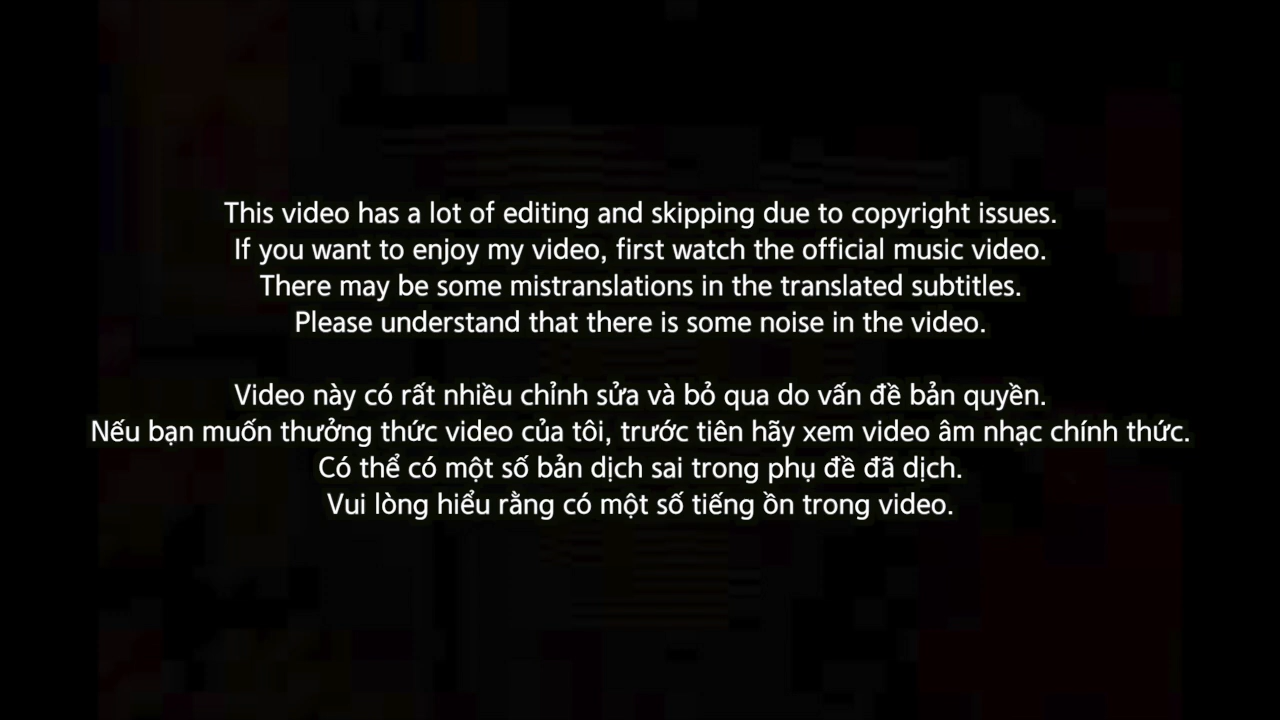 This video has a lot of editing and skipping due to copyright issues.
If you want to enjoy my video, first watch the official music video.
There may be some mistranslations in the translated subtitles.
Please understand that there is some noise in the video.
Video này có rất nhiều chỉnh sửa và bỏ qua do vấn đề bản quyền.
Nếu bạn muốn thưởng thức video của tôi, trước tiên hãy xem video âm nhạc chính thức.
Có thể có một số bản dịch sai trong phụ đề đã dịch.
Vui lòng hiểu rằng có một số tiếng ồn trong video.